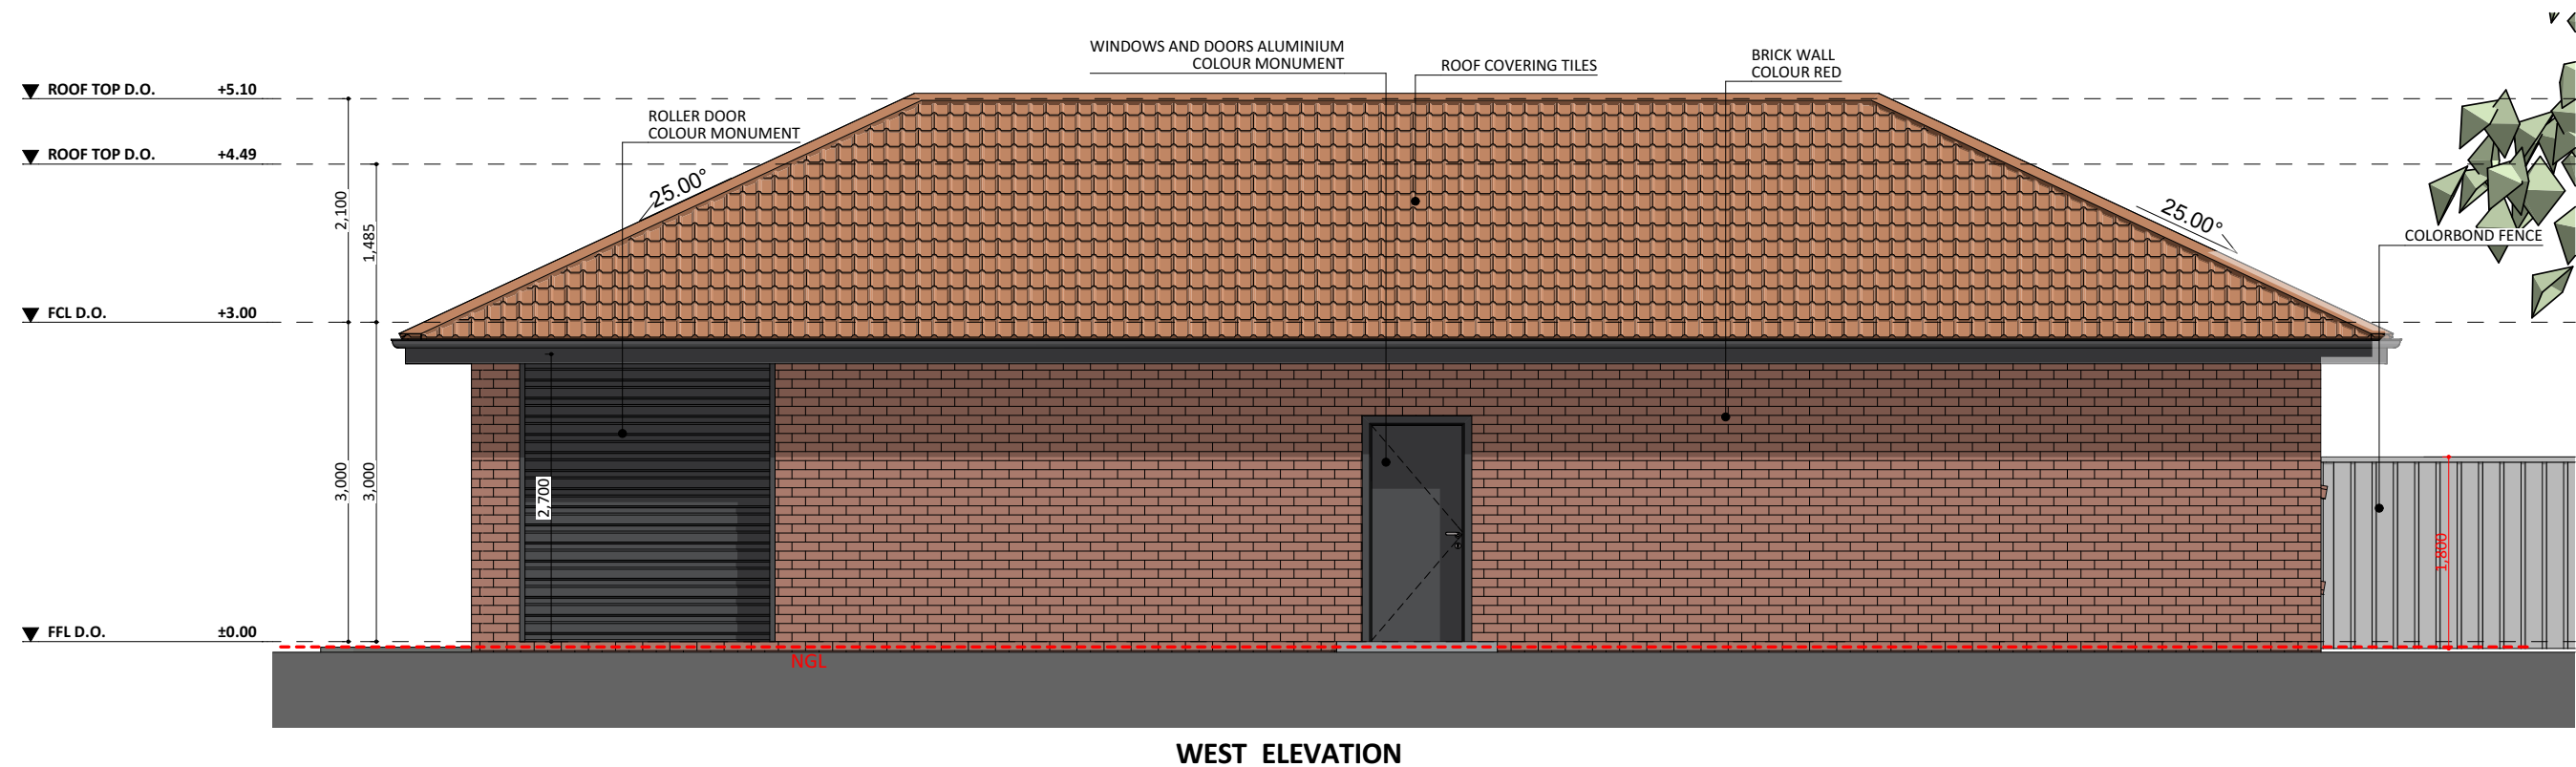 WINDOWS AND DOORS ALUMINIUM
COLOUR MONUMENT
ROOF COVERING TILES
BRICK WALL
COLOUR RED
ROOF TOP D.O. +5.10
ROLLER DOOR
COLOUR MONUMENT
ROOF TOP D.O. +4.49
25.00°
25.00°
2,100
1,485
COLORBOND FENCE
FCL D.O. +3.00
3,000
3,000
2,700
1,800
FFL D.O. ±0.00
NGL
WEST ELEVATION